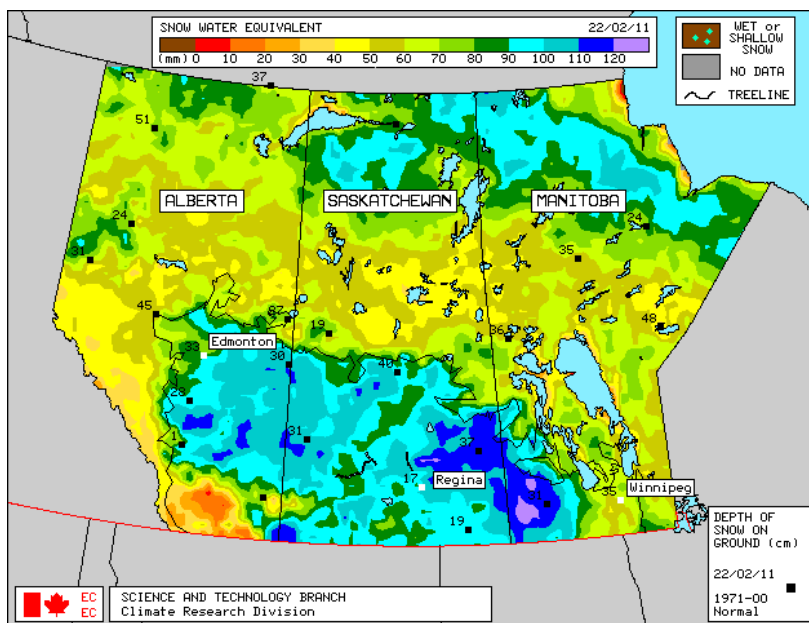 SNOW WATER EQUIVALENT 22/02/11
(mm) 0 10 20 30 40 50 60 70 80 90 100 110 120
WET or
SHALLOW
SNOW
NO DATA
TREELINE
37
51
ALBERTA SASKATCHEWAN MANITOBA
24
24
31
35
45
19
48
36
Edmonton
33
30
40
28
1
31
37
Regina
17
Winnipeg
31
35
19
DEPTH OF
SNOW ON
GROUND (cm)
22/02/11
1971-00
Normal
EC
EC
SCIENCE AND TECHNOLOGY BRANCH
Climate Research Division